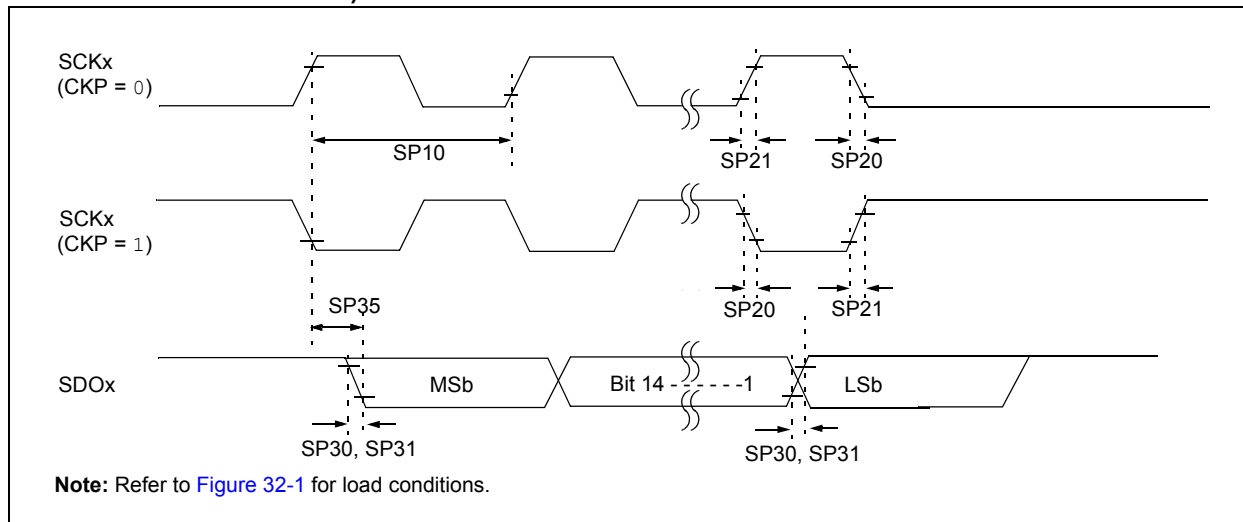 SCKx
(CKP = 0)
SP10
SP21
SP20
SCKx
(CKP = 1)
SP35
SP20
SP21
SDOx
MSb
Bit 14 - - - - - -1
LSb
SP30, SP31
SP30, SP31
Note: Refer to Figure 32-1 for load conditions.